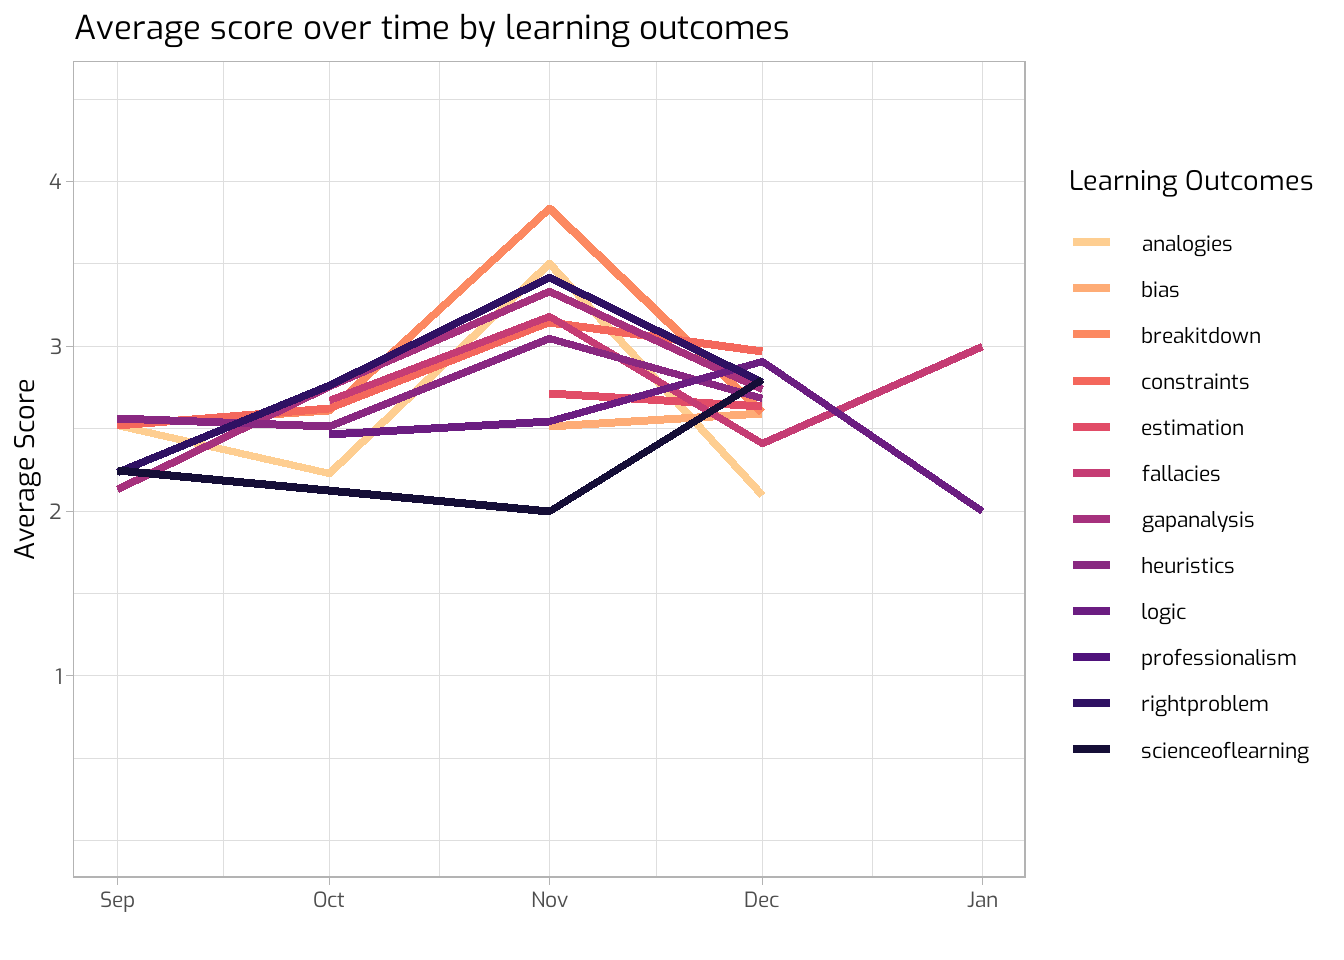 Average score over time by learning outcomes
Average Score
4
3
2
1
Sep
Oct
Nov
Dec
Jan
Learning Outcomes
analogies
bias
breakitdown
constraints
estimation
fallacies
gapanalysis
heuristics
logic
professionalism
rightproblem
scienceoflearning